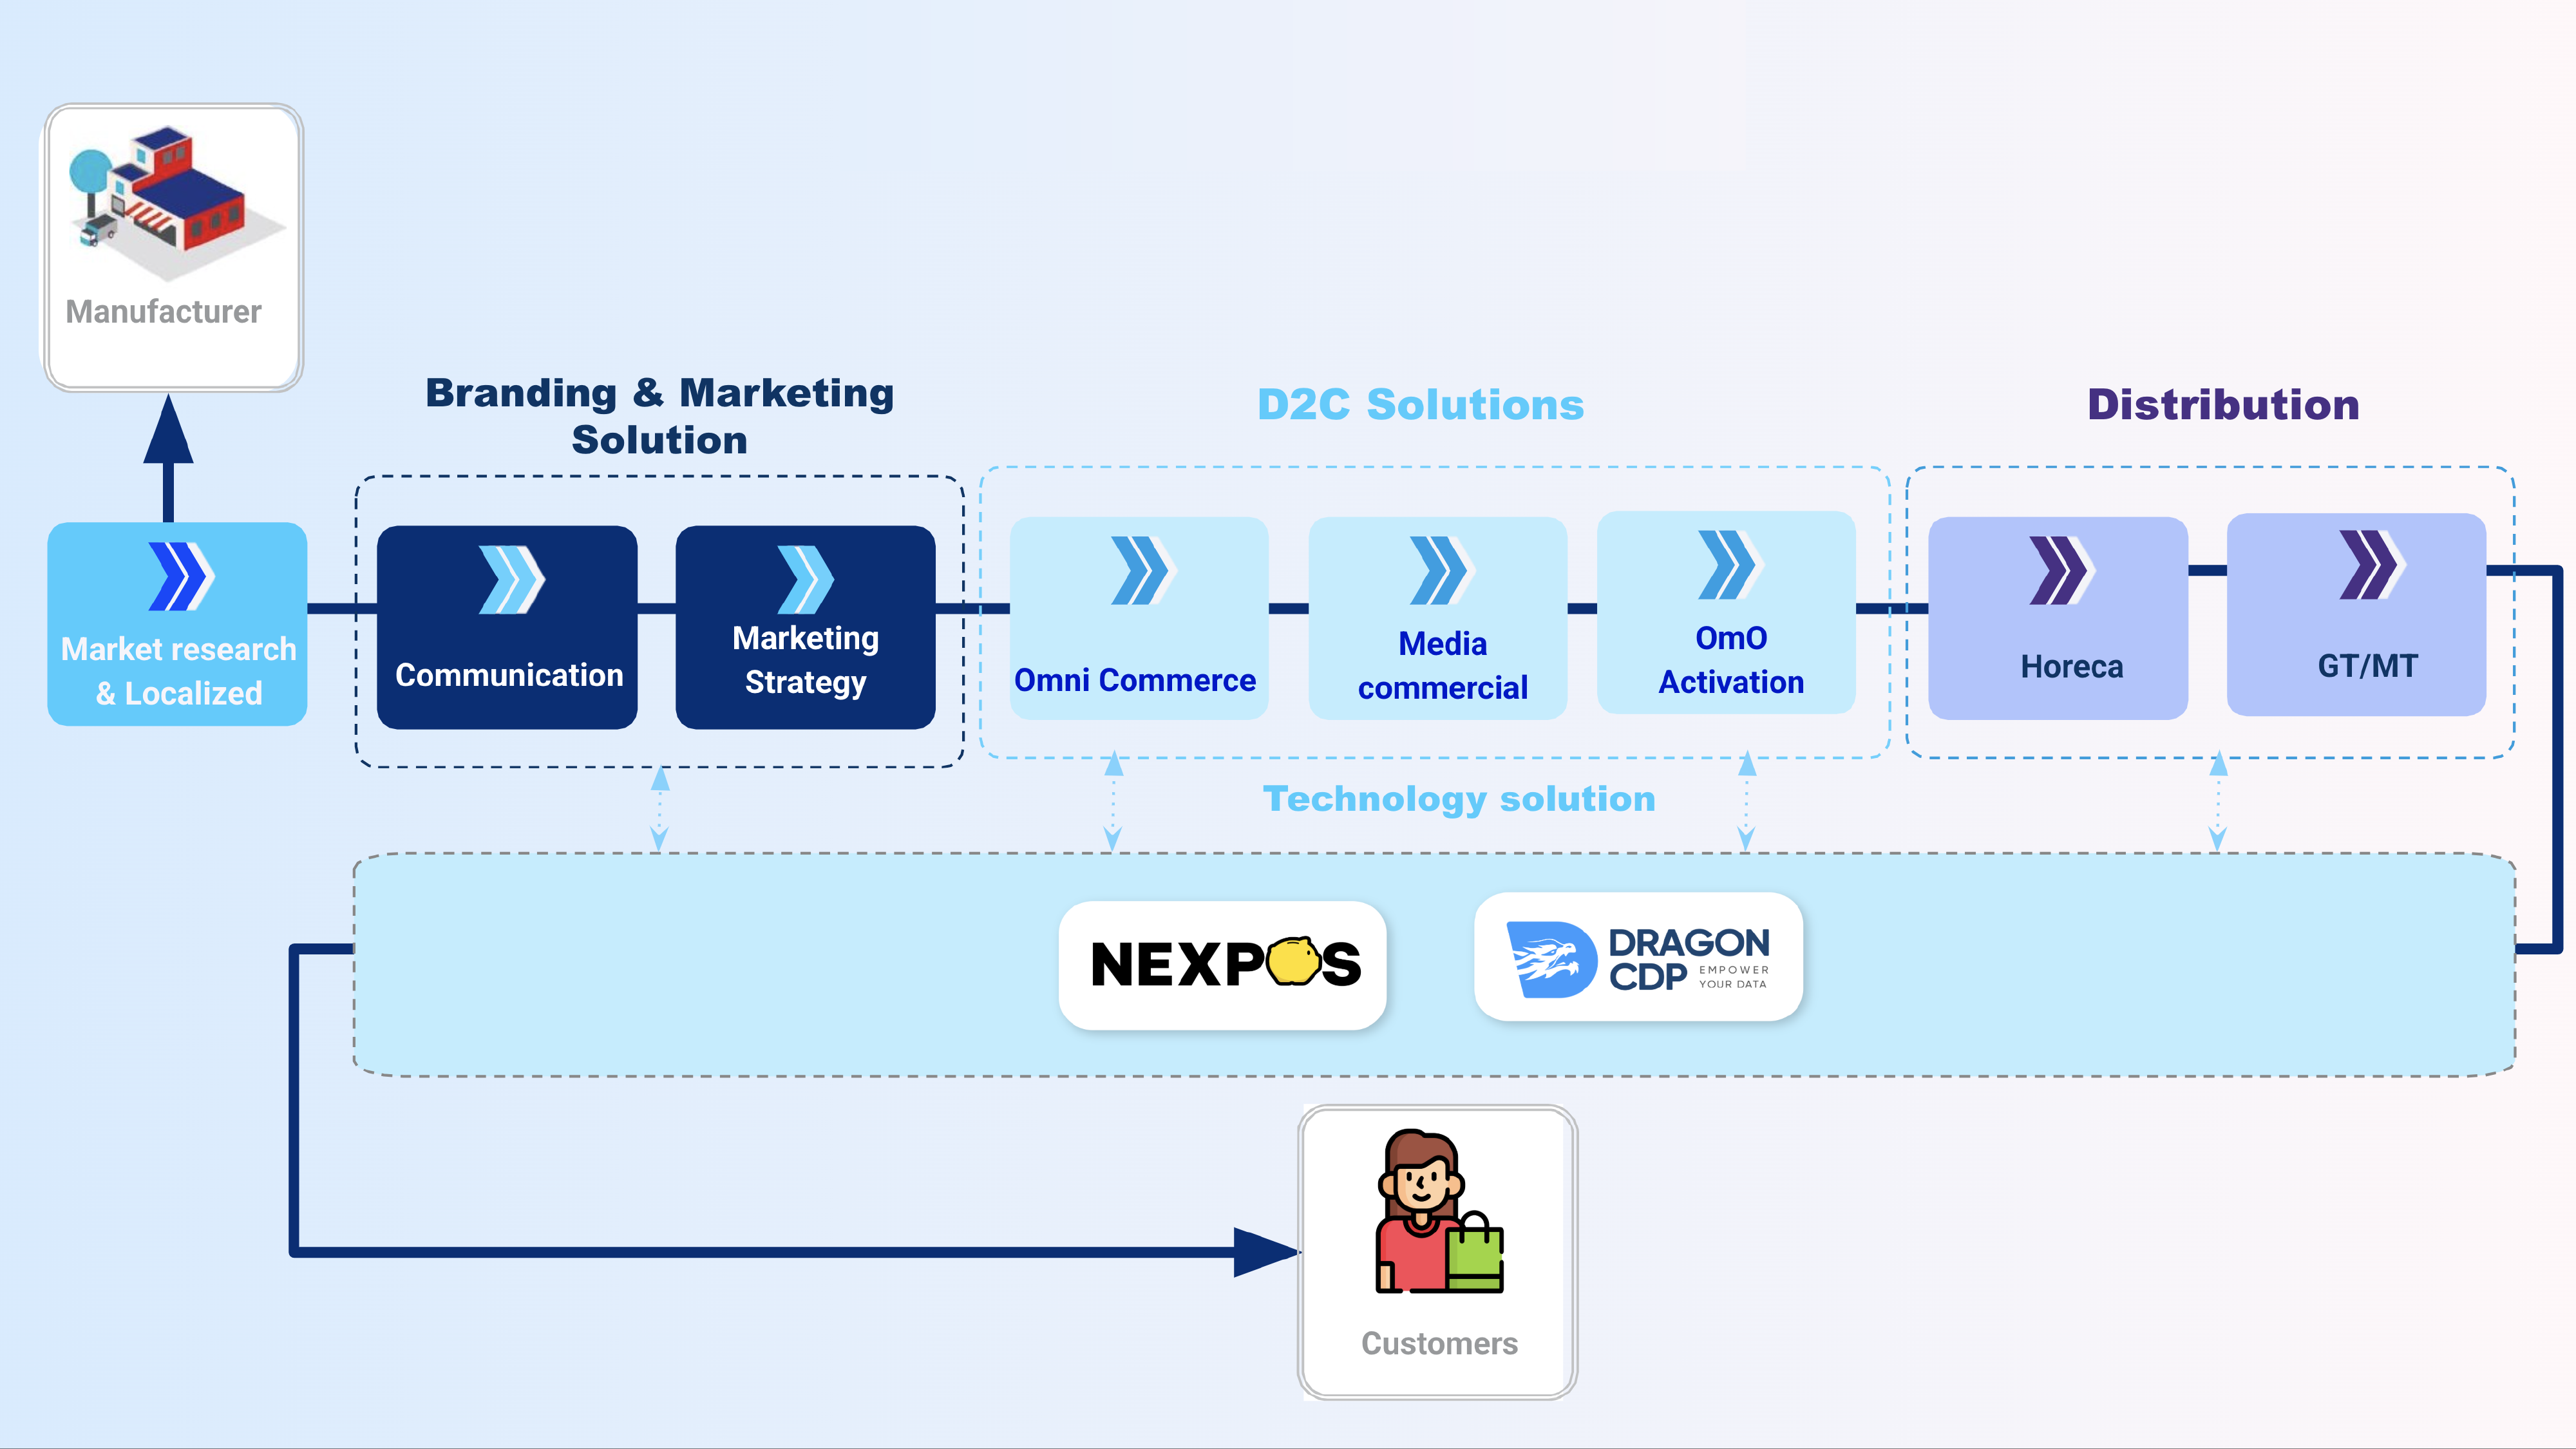 Manufacturer
Branding & Marketing
Solution
D2C Solutions
Distribution
Market research
& Localized
Communication
Marketing
Strategy
Omni Commerce
Media
commercial
OmO
Activation
Horeca
GT/MT
Technology solution
NEXPOS
DRAGON
CDP EMPOWER
YOUR DATA
Customers